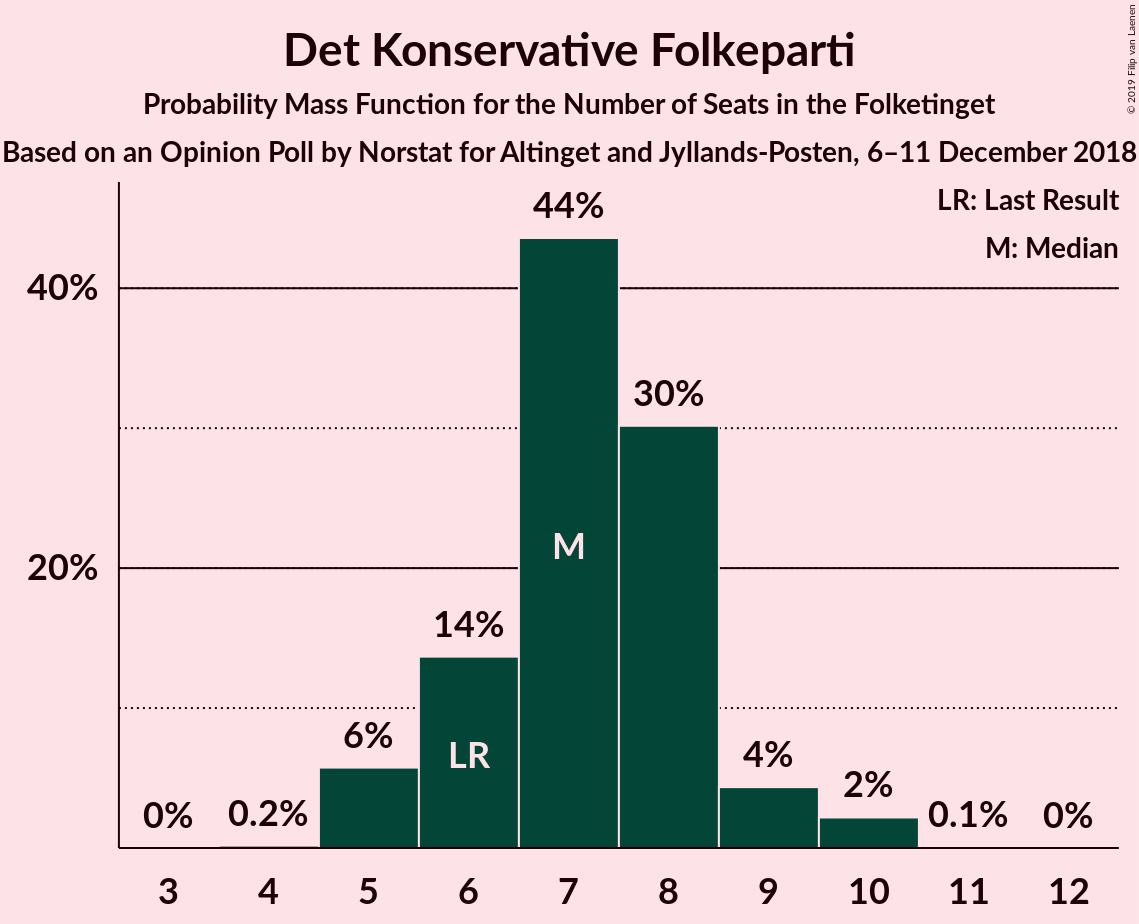 Det Konservative Folkeparti
Probability Mass Function for the Number of Seats in the Folketinget
Based on an Opinion Poll by Norstat for Altinget and Jyllands-Posten, 6–11 December 2018
© 2019 Filip van Laenen
LR: Last Result
M: Median
44%
40%
30%
M
20%
14%
6%
LR
4%
2%
0%
0.2%
0.1%
0%
3 4 5 6 7 8 9 10 11 12